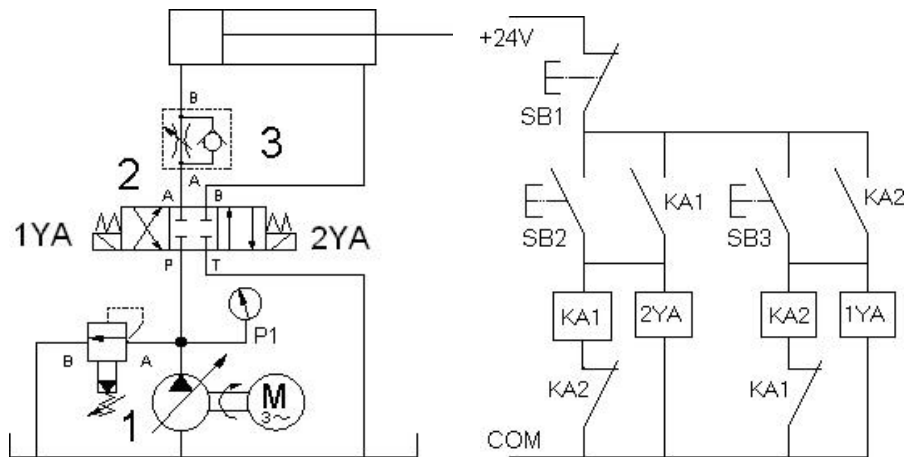 B
3
2
A
A B
1YA
2YA
P T
P1
B A
1
M
3~
+24V
SB1
SB2
KA1
SB3
KA2
KA1
2YA
KA2
1YA
KA2
KA1
COM